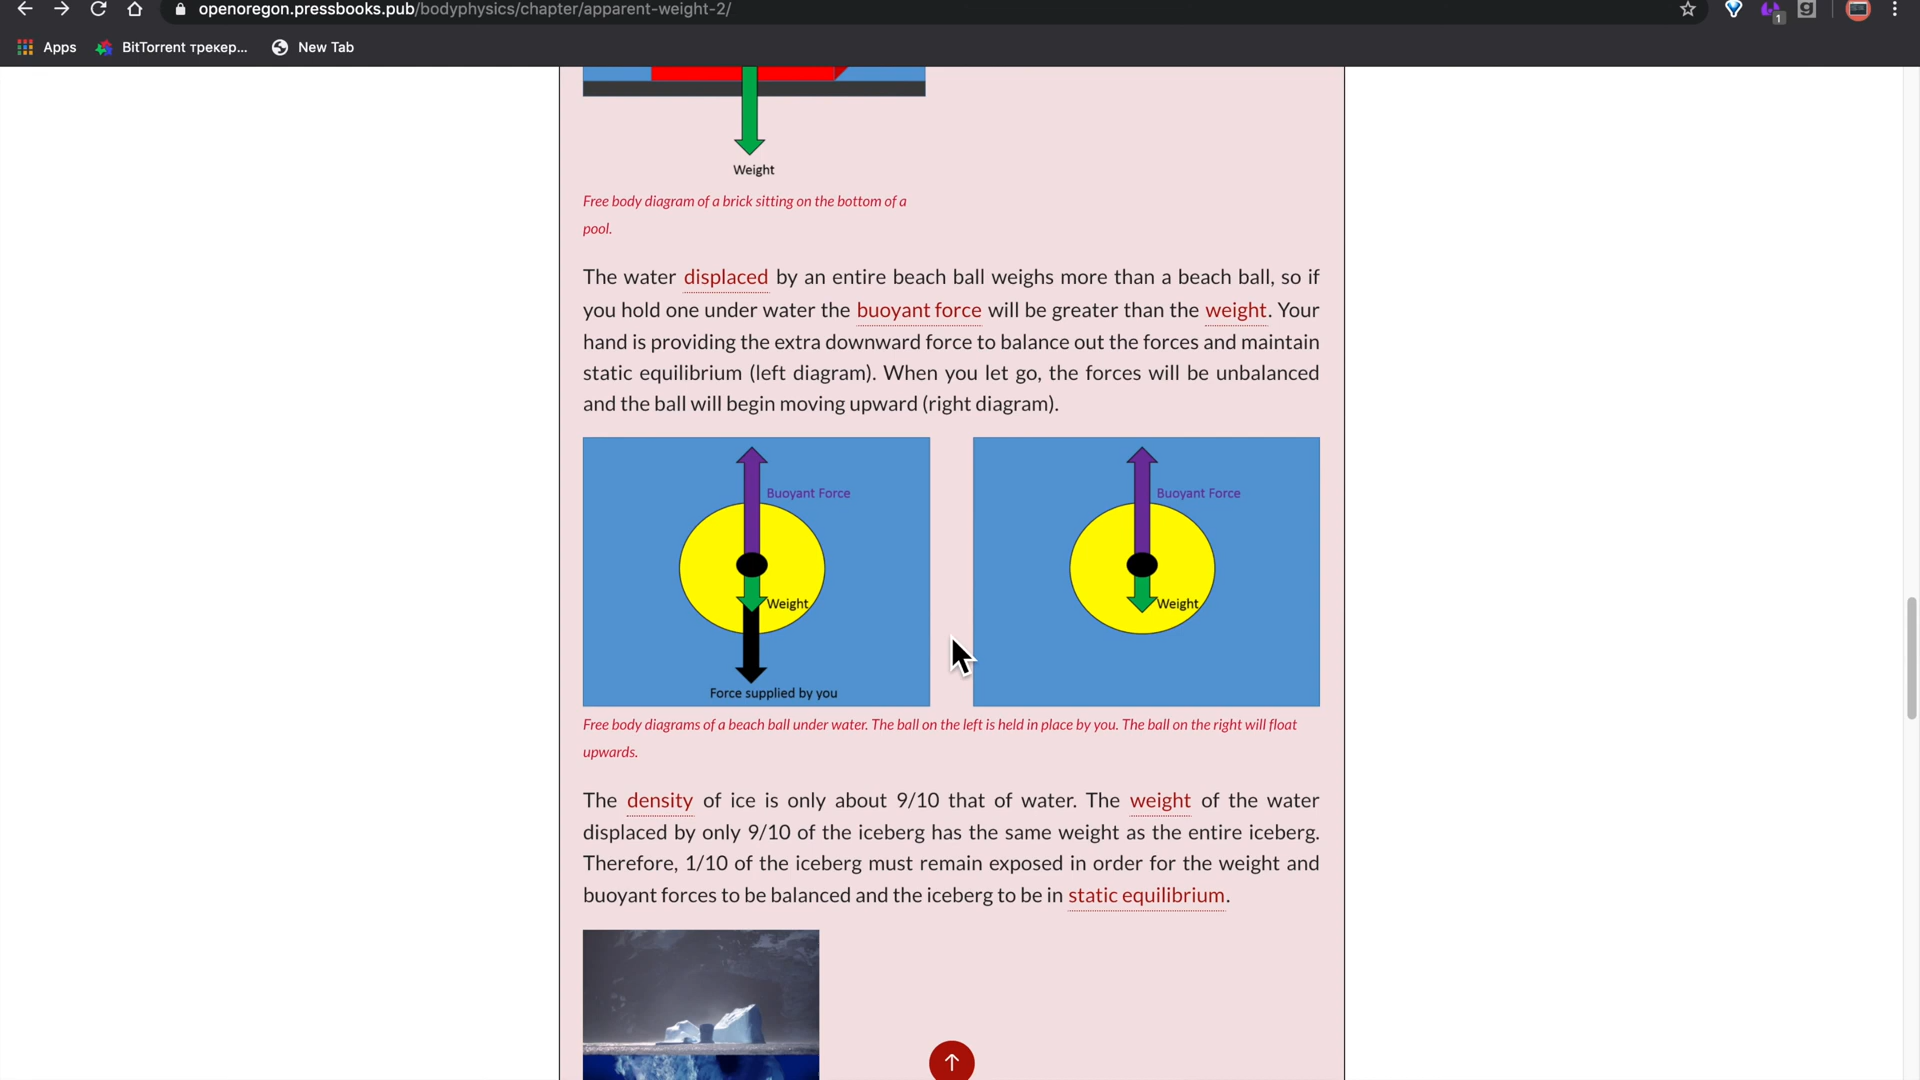 openoregon.pressbooks.pub/bodyphysics/chapter/apparent-weight-2/
1
Apps BitTorrent трекер... New Tab
Weight
Free body diagram of a brick sitting on the bottom of a
pool.
The water displaced by an entire beach ball weighs more than a beach ball, so if
you hold one under water the buoyant force will be greater than the weight. Your
hand is providing the extra downward force to balance out the forces and maintain
static equilibrium (left diagram). When you let go, the forces will be unbalanced
and the ball will begin moving upward (right diagram).
Buoyant Force
Weight
Force supplied by you
Buoyant Force
Weight
Free body diagrams of a beach ball under water. The ball on the left is held in place by you. The ball on the right will float
upwards.
The density of ice is only about 9/10 that of water. The weight of the water
displaced by only 9/10 of the iceberg has the same weight as the entire iceberg.
Therefore, 1/10 of the iceberg must remain exposed in order for the weight and
buoyant forces to be balanced and the iceberg to be in static equilibrium.